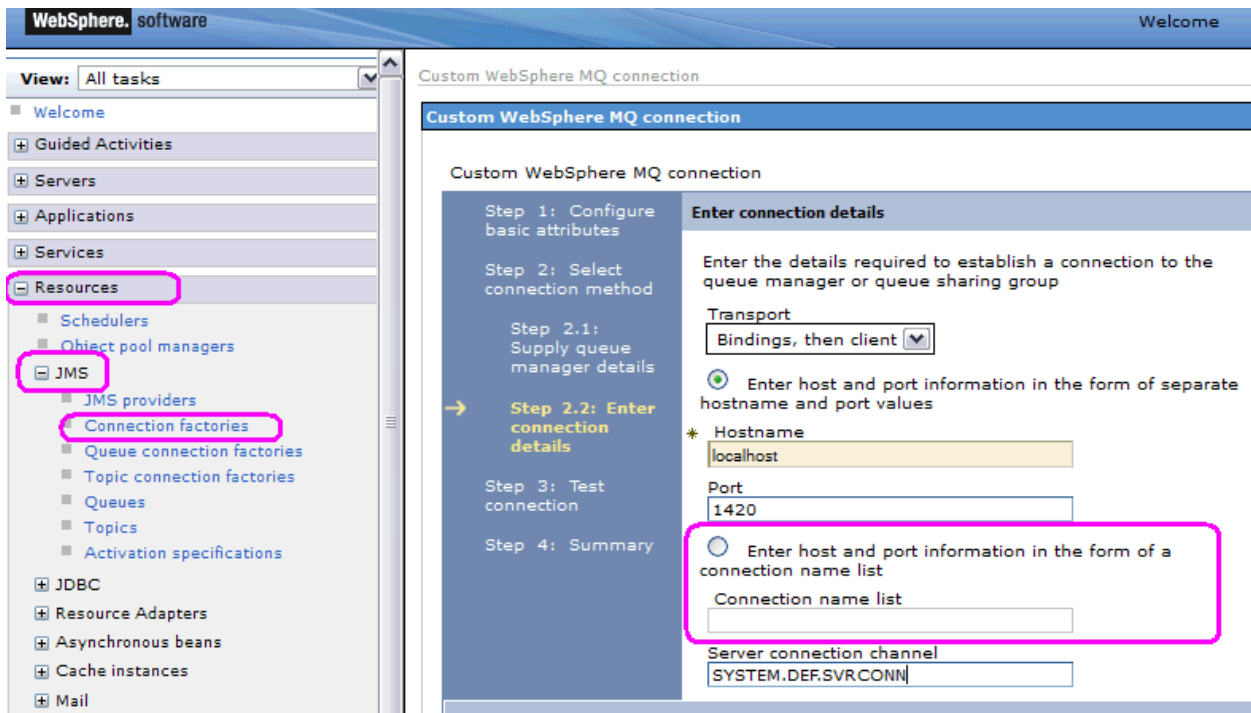 WebSphere. software
Welcome
View: All tasks
Welcome
Guided Activities
Servers
Applications
Services
Resources
Schedulers
Object pool managers
JMS
JMS providers
Connection factories
Queue connection factories
Topic connection factories
Queues
Topics
Activation specifications
JDBC
Resource Adapters
Asynchronous beans
Cache instances
Mail
Custom WebSphere MQ connection
Custom WebSphere MQ connection
Custom WebSphere MQ connection
Step 1: Configure
basic attributes
Step 2: Select
connection method
Step 2.1:
Supply queue
manager details
Step 2.2: Enter
connection
details
Step 3: Test
connection
Step 4: Summary
Enter connection details
Enter the details required to establish a connection to the
queue manager or queue sharing group
Transport
Bindings, then client
Enter host and port information in the form of separate
hostname and port values
* Hostname
localhost
Port
1420
Enter host and port information in the form of a
connection name list
Connection name list
Server connection channel
SYSTEM.DEF.SVRCONN